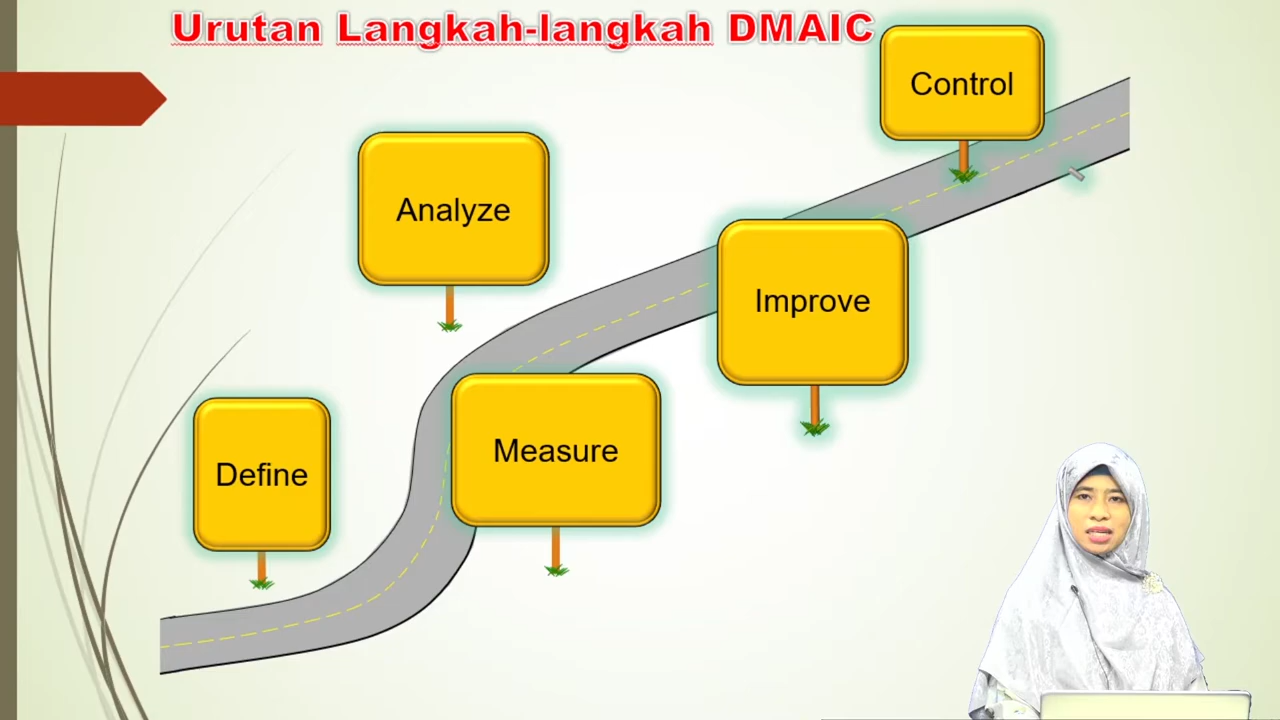 Urutan Langkah-langkah DMAIC
Control
Analyze
Improve
Measure
Define